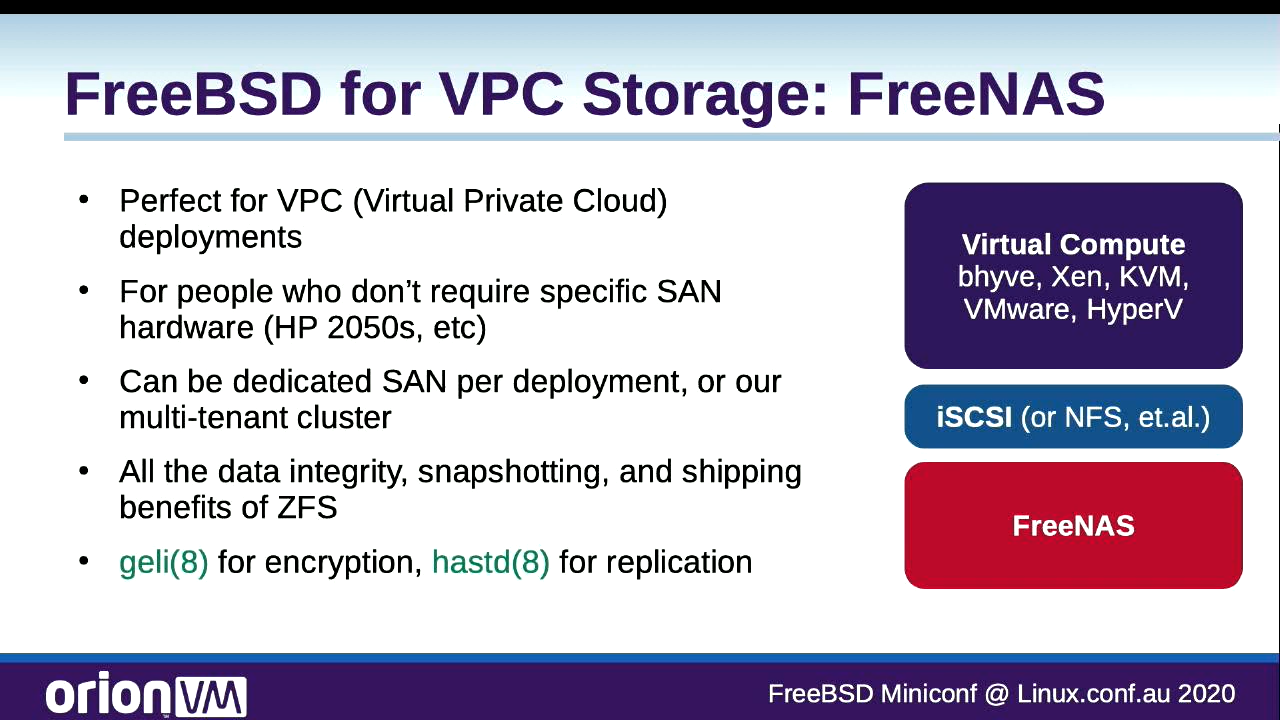 FreeBSD for VPC Storage: FreeNAS
• Perfect for VPC (Virtual Private Cloud)
deployments
• For people who don’t require specific SAN
hardware (HP 2050s, etc)
• Can be dedicated SAN per deployment, or our
multi-tenant cluster
• All the data integrity, snapshotting, and shipping
benefits of ZFS
• geli(8) for encryption, hastd(8) for replication
Virtual Compute
bhyve, Xen, KVM,
VMware, HyperV
iSCSI (or NFS, et.al.)
FreeNAS
orionVM
FreeBSD Miniconf @ Linux.conf.au 2020